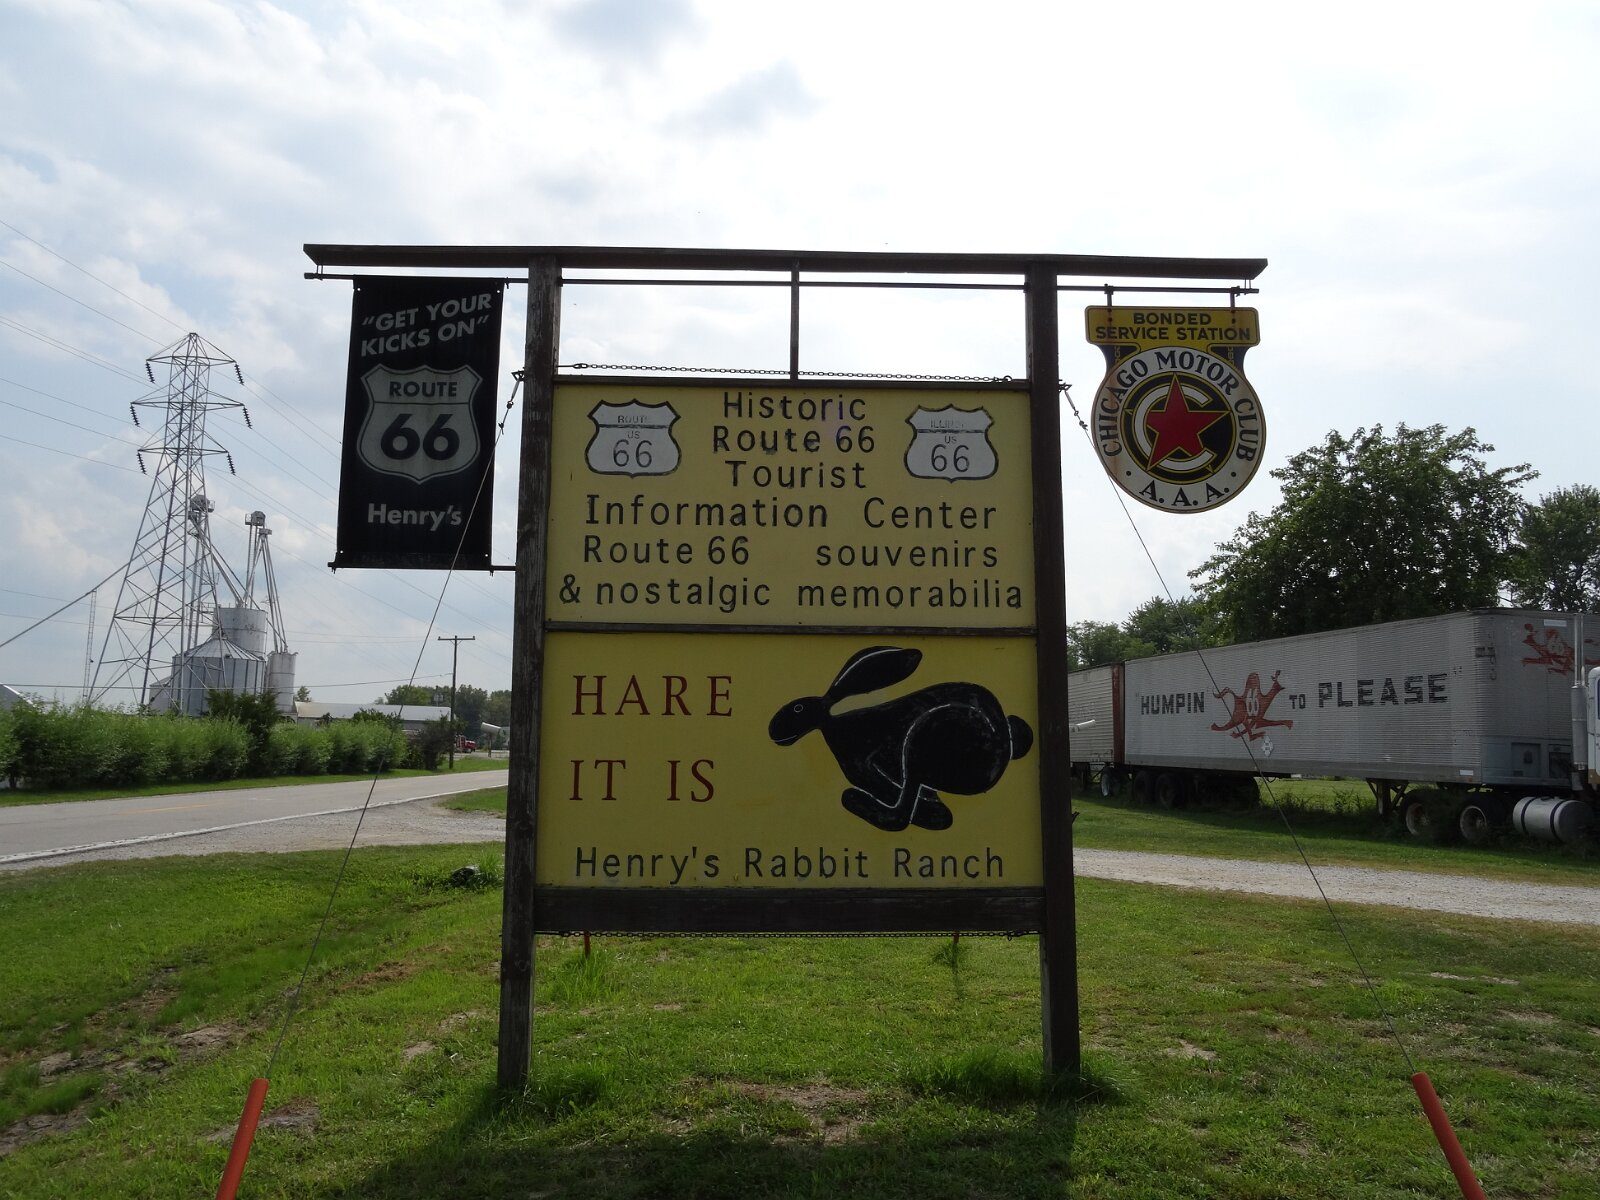 "GET YOUR
KICKS ON"
ROUTE
66
Henry's
Historic
Route 66
Tourist
Information Center
Route 66 souvenirs
& nostalgic memorabilia
ROUTE
US
66
ILLINOIS
US
66
HARE
IT IS
Henry's Rabbit Ranch
BONDED
SERVICE STATION
CHICAGO MOTOR CLUB
· A.A.A. ·
"HUMPIN TO PLEASE"